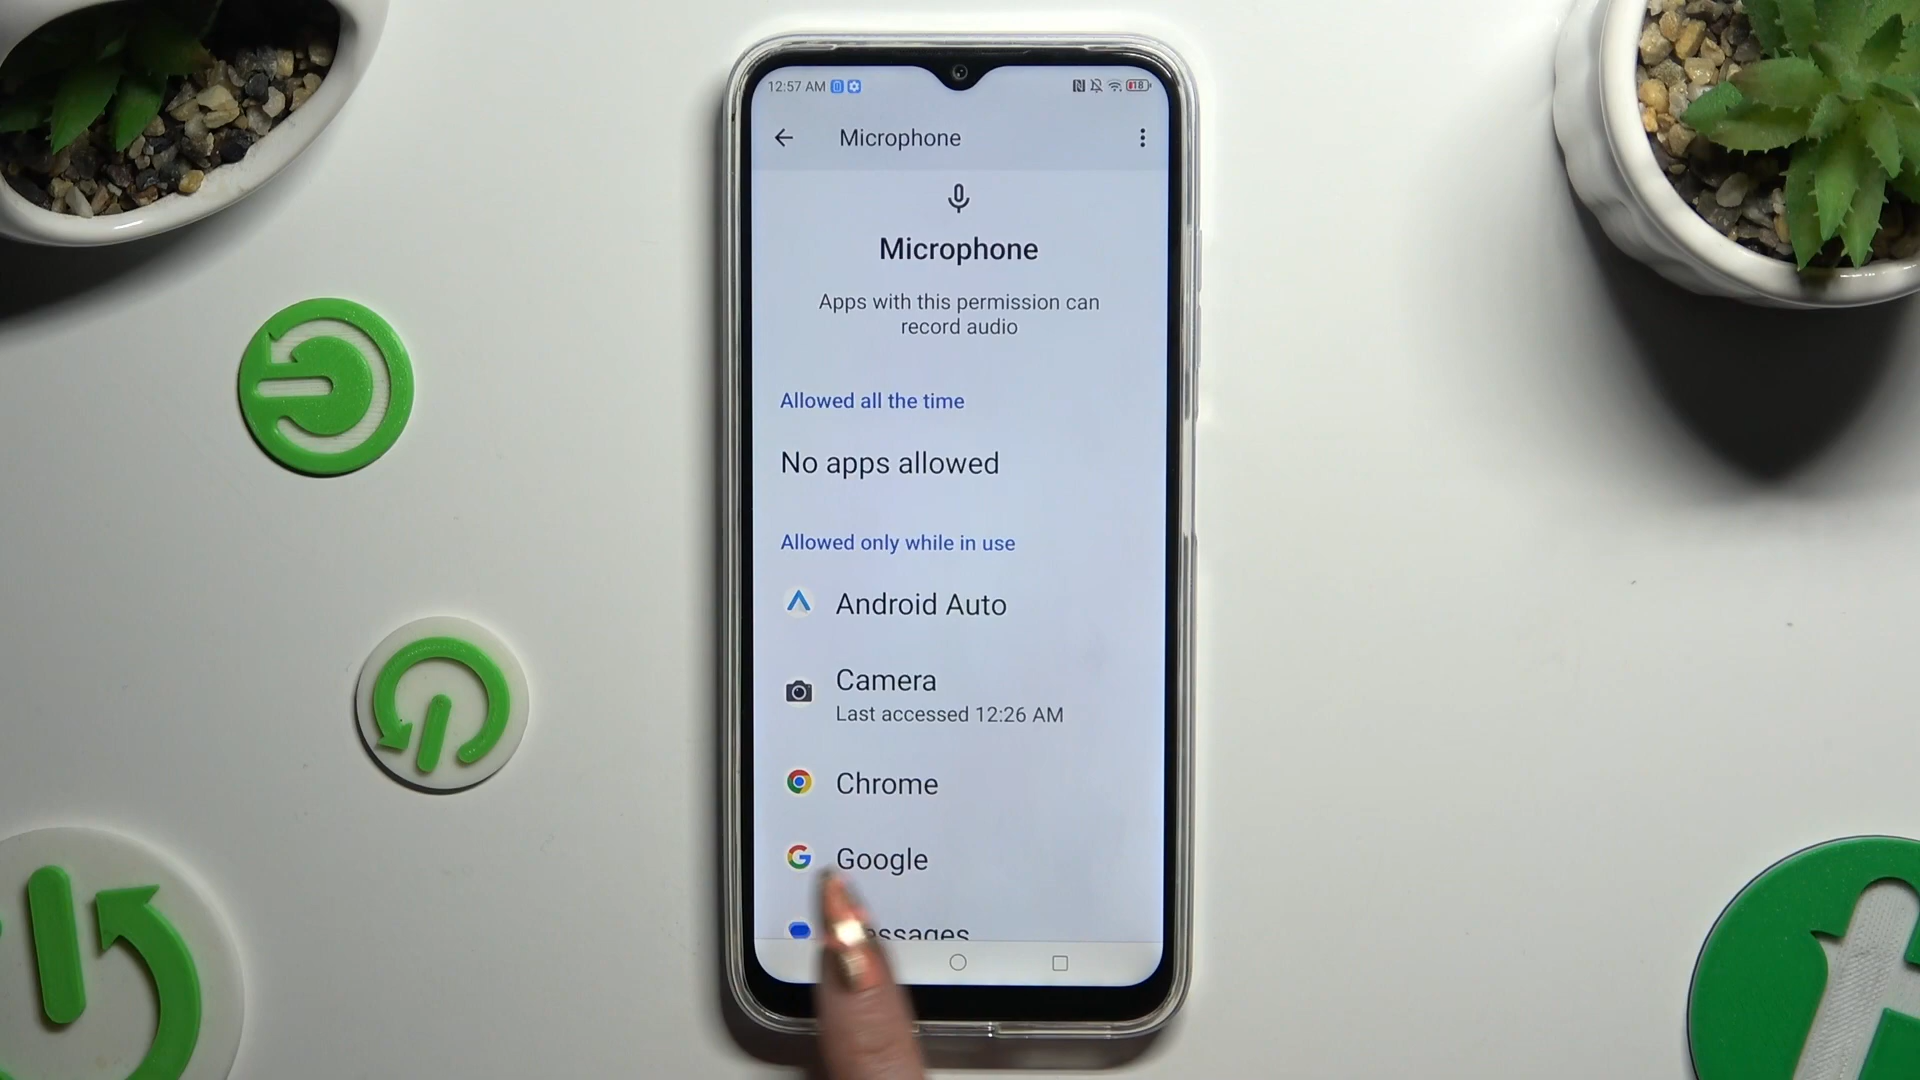 12:57 AM
18
Microphone
Microphone
Apps with this permission can
record audio
Allowed all the time
No apps allowed
Allowed only while in use
Android Auto
Camera
Last accessed 12:26 AM
Chrome
Google